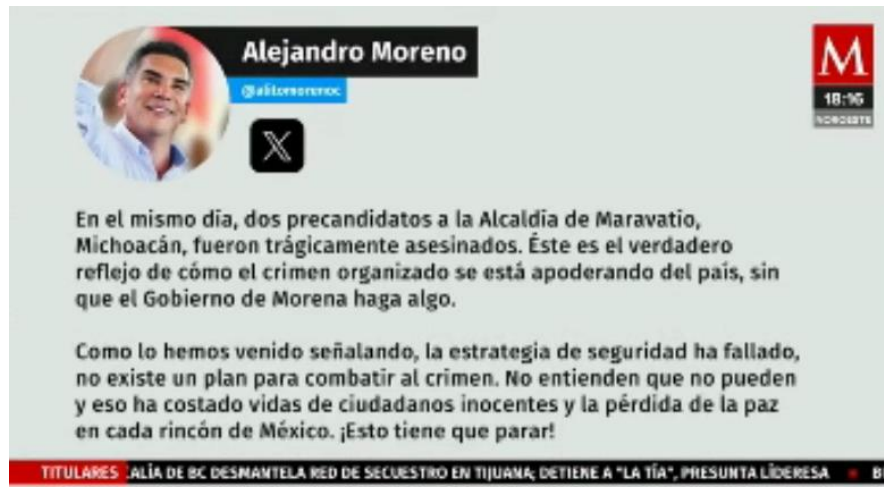 Alejandro Moreno
@alitomorenoc
M
18:16
NOROESTE
En el mismo día, dos precandidatos a la Alcaldía de Maravatio,
Michoacán, fueron trágicamente asesinados. Éste es el verdadero
reflejo de cómo el crimen organizado se está apoderando del país, sin
que el Gobierno de Morena haga algo.
Como lo hemos venido señalando, la estrategia de seguridad ha fallado,
no existe un plan para combatir al crimen. No entienden que no pueden
y eso ha costado vidas de ciudadanos inocentes y la pérdida de la paz
en cada rincón de México. ¡Esto tiene que parar!
TITULARES CALÍA DE BC DESMANTELA RED DE SECUESTRO EN TIJUANA; DETIENE A "LA TÍA", PRESUNTA LÍDERESA